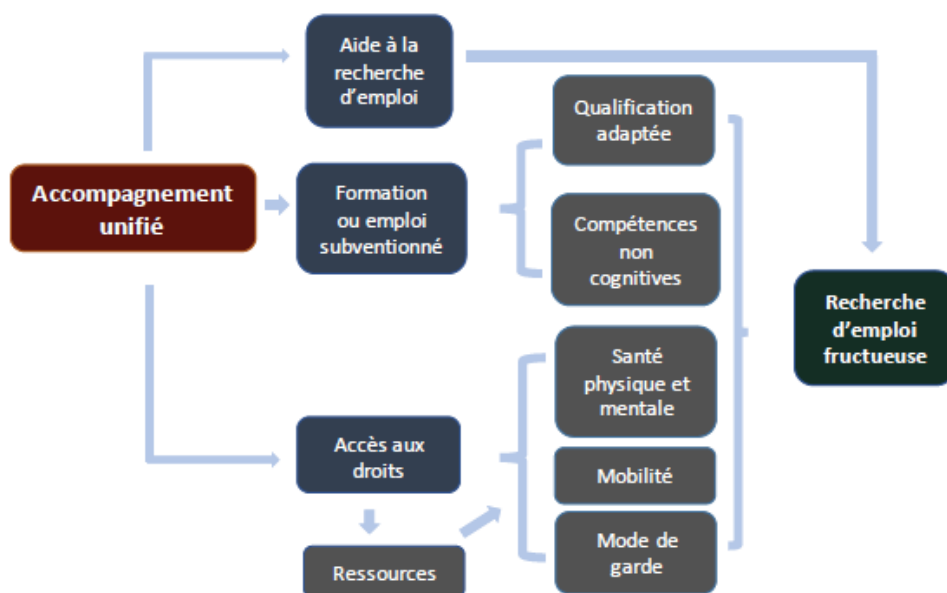 Aide à la
recherche
d'emploi
Qualification
adaptée
Accompagnement
unifié
Formation
ou emploi
subventionné
Compétences
non
cognitives
Recherche
d'emploi
fructueuse
Santé
physique et
mentale
Accès aux
droits
Mobilité
Mode de
garde
Ressources